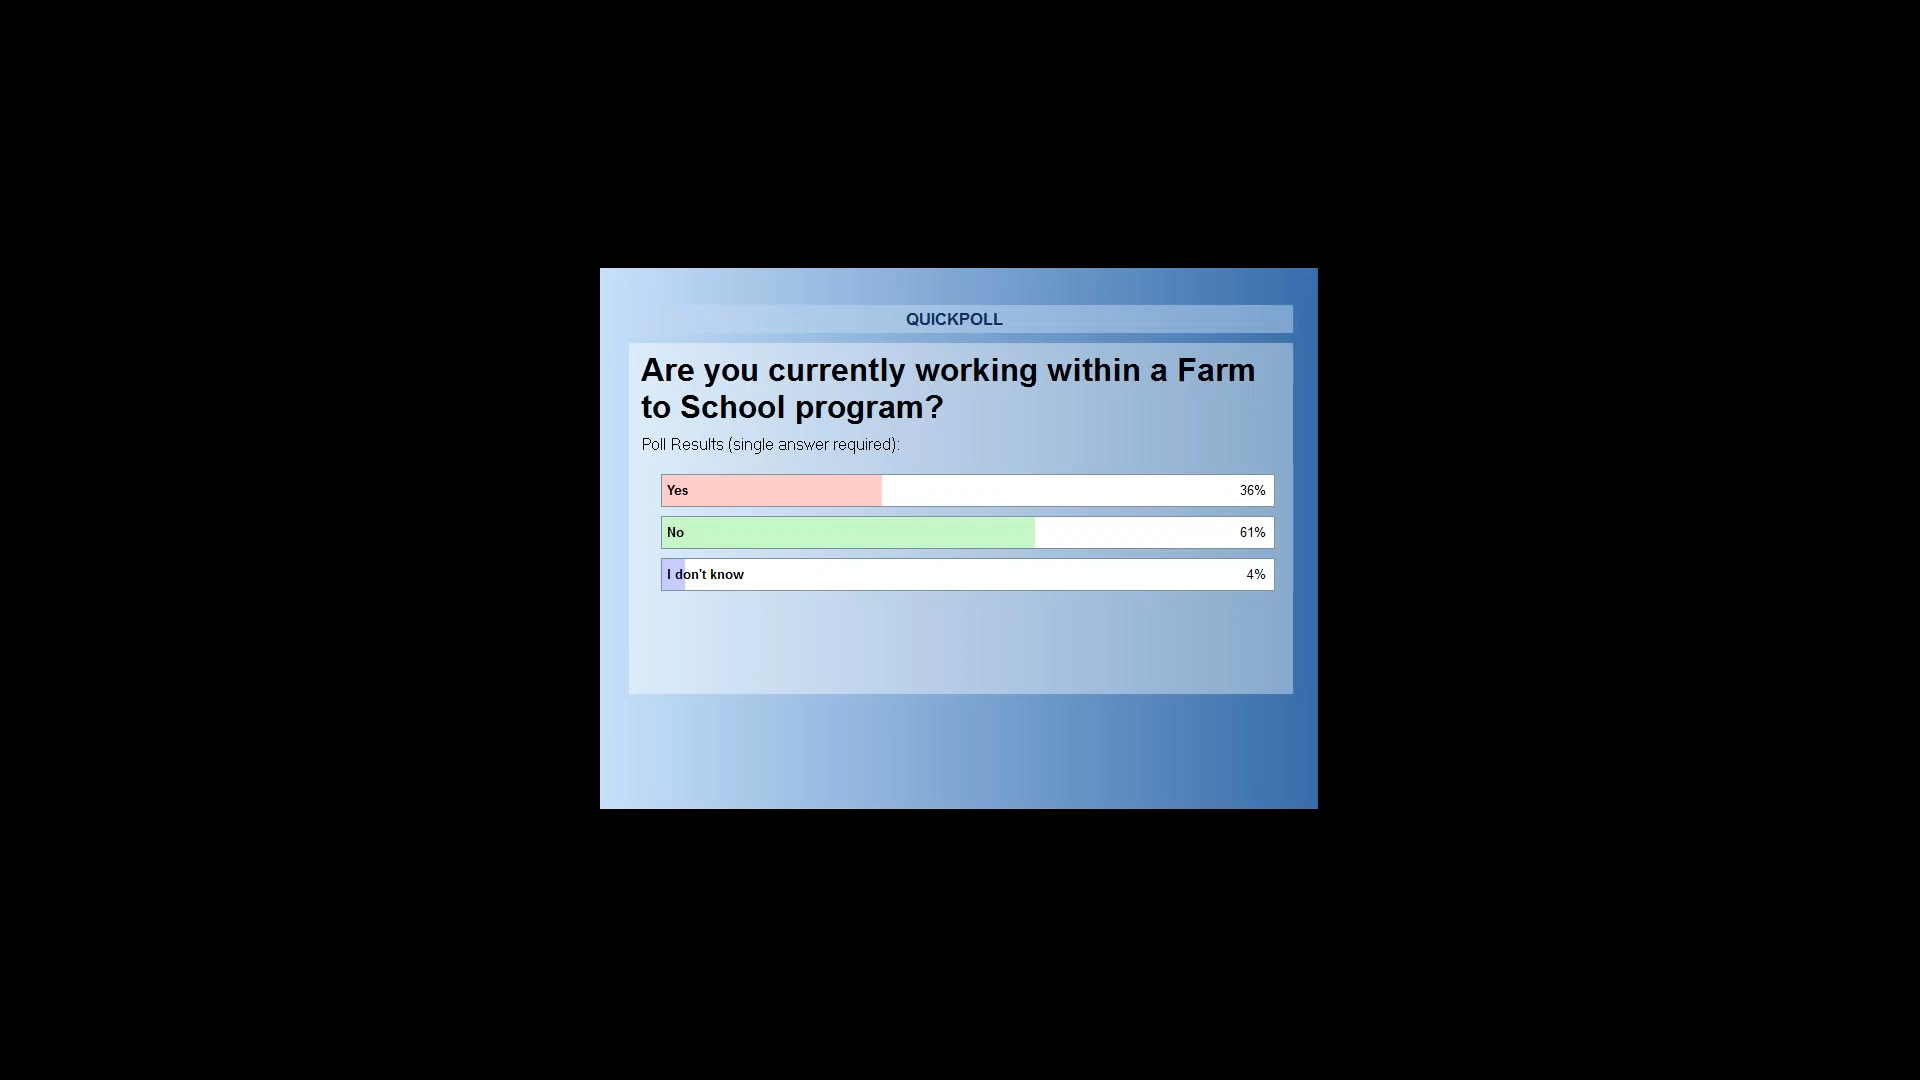 QUICKPOLL
Are you currently working within a Farm
to School program?
Poll Results (single answer required):
Yes 36%
No 61%
I don't know 4%